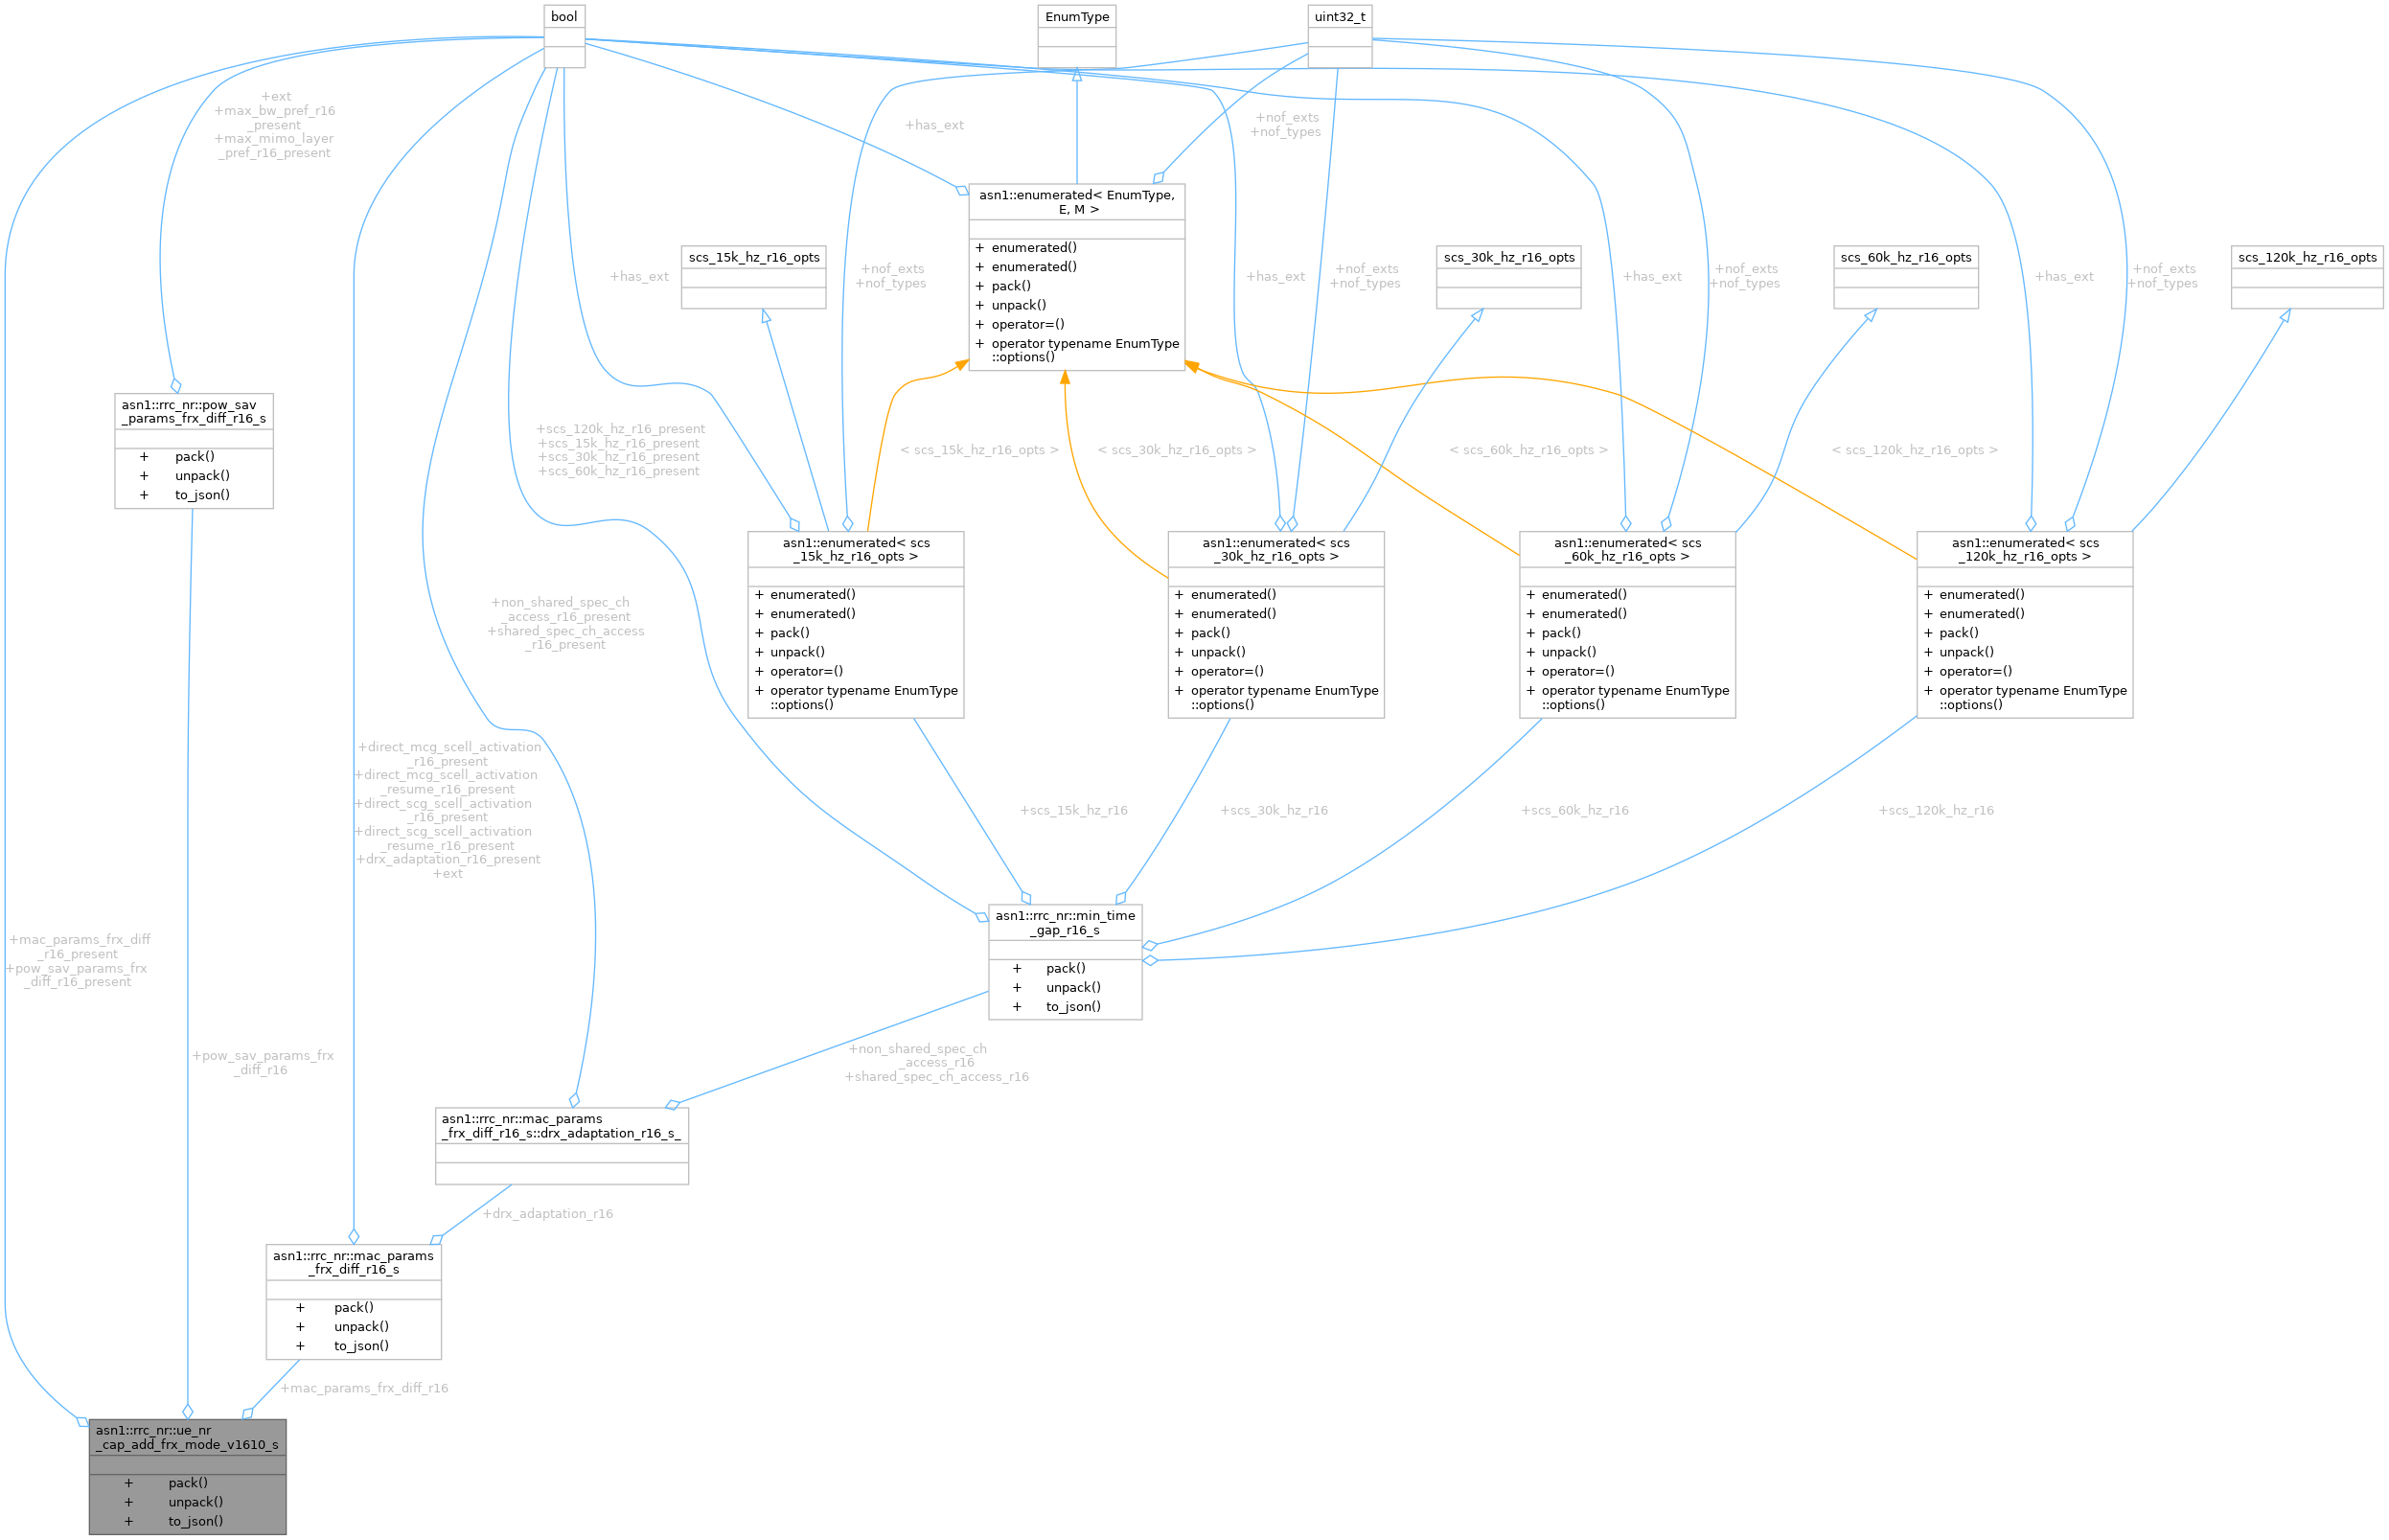 bool
EnumType
uint32_t
+ext
+max_bw_pref_r16
_present
+max_mimo_layer
_pref_r16_present
+has_ext
+nof_exts
+nof_types
asn1::enumerated< EnumType,
E, M >
+ enumerated()
+ enumerated()
+ pack()
+ unpack()
+ operator=()
+ operator typename EnumType
::options()
scs_15k_hz_r16_opts
scs_30k_hz_r16_opts
scs_60k_hz_r16_opts
scs_120k_hz_r16_opts
+has_ext
+nof_exts
+nof_types
+has_ext
+nof_exts
+nof_types
+has_ext
+nof_exts
+nof_types
+has_ext
+nof_exts
+nof_types
asn1::rrc_nr::pow_sav
_params_frx_diff_r16_s
+ pack()
+ unpack()
+ to_json()
+scs_120k_hz_r16_present
+scs_15k_hz_r16_present
+scs_30k_hz_r16_present
+scs_60k_hz_r16_present
< scs_15k_hz_r16_opts >
< scs_30k_hz_r16_opts >
< scs_60k_hz_r16_opts >
< scs_120k_hz_r16_opts >
asn1::enumerated< scs
_15k_hz_r16_opts >
+ enumerated()
+ enumerated()
+ pack()
+ unpack()
+ operator=()
+ operator typename EnumType
::options()
asn1::enumerated< scs
_30k_hz_r16_opts >
+ enumerated()
+ enumerated()
+ pack()
+ unpack()
+ operator=()
+ operator typename EnumType
::options()
asn1::enumerated< scs
_60k_hz_r16_opts >
+ enumerated()
+ enumerated()
+ pack()
+ unpack()
+ operator=()
+ operator typename EnumType
::options()
asn1::enumerated< scs
_120k_hz_r16_opts >
+ enumerated()
+ enumerated()
+ pack()
+ unpack()
+ operator=()
+ operator typename EnumType
::options()
+non_shared_spec_ch
_access_r16_present
+shared_spec_ch_access
_r16_present
+direct_mcg_scell_activation
_r16_present
+direct_mcg_scell_activation
_resume_r16_present
+direct_scg_scell_activation
_r16_present
+direct_scg_scell_activation
_resume_r16_present
+drx_adaptation_r16_present
+ext
+scs_15k_hz_r16
+scs_30k_hz_r16
+scs_60k_hz_r16
+scs_120k_hz_r16
+mac_params_frx_diff
_r16_present
+pow_sav_params_frx
_diff_r16_present
asn1::rrc_nr::min_time
_gap_r16_s
+ pack()
+ unpack()
+ to_json()
+pow_sav_params_frx
_diff_r16
+non_shared_spec_ch
_access_r16
+shared_spec_ch_access_r16
asn1::rrc_nr::mac_params
_frx_diff_r16_s::drx_adaptation_r16_s_
+drx_adaptation_r16
asn1::rrc_nr::mac_params
_frx_diff_r16_s
+ pack()
+ unpack()
+ to_json()
+mac_params_frx_diff_r16
asn1::rrc_nr::ue_nr
_cap_add_frx_mode_v1610_s
+ pack()
+ unpack()
+ to_json()